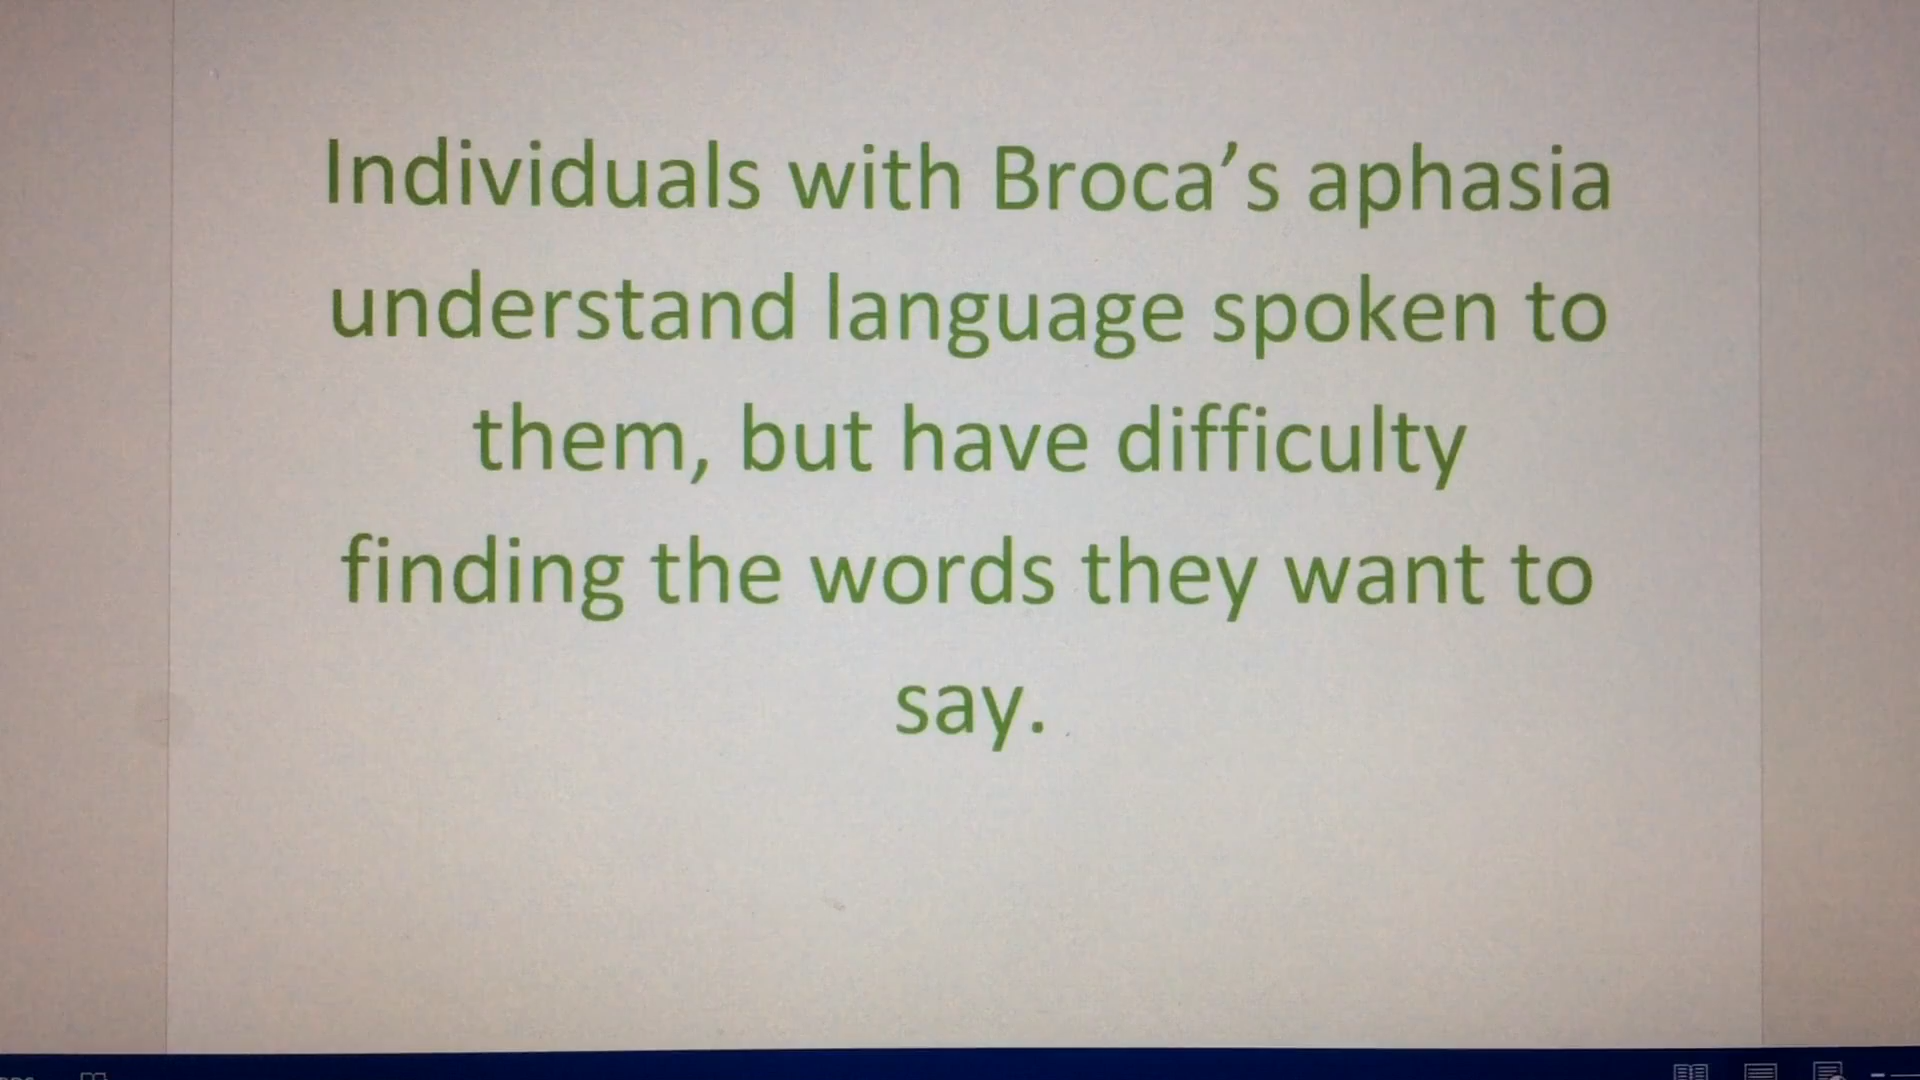 Individuals with Broca’s aphasia
understand language spoken to
them, but have difficulty
finding the words they want to
say.